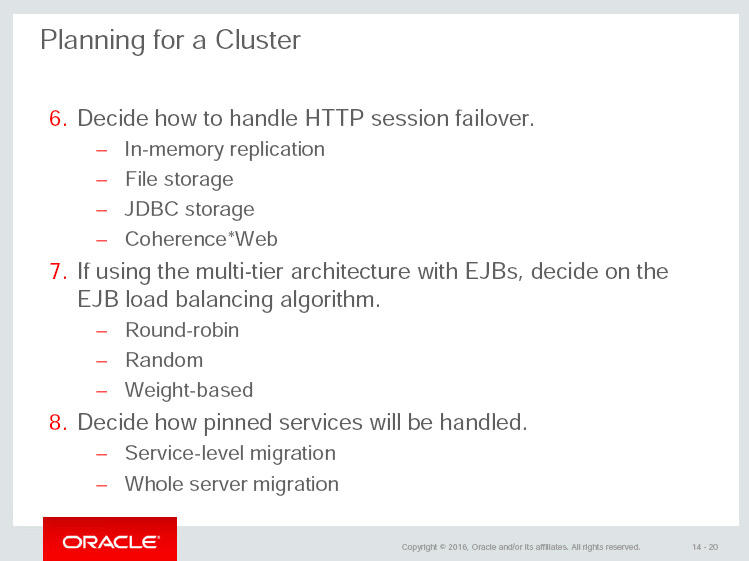 Planning for a Cluster
6. Decide how to handle HTTP session failover.
– In-memory replication
– File storage
– JDBC storage
– Coherence*Web
7. If using the multi-tier architecture with EJBs, decide on the
EJB load balancing algorithm.
– Round-robin
– Random
– Weight-based
8. Decide how pinned services will be handled.
– Service-level migration
– Whole server migration
ORACLE®
Copyright © 2016, Oracle and/or its affiliates. All rights reserved.
14 - 20